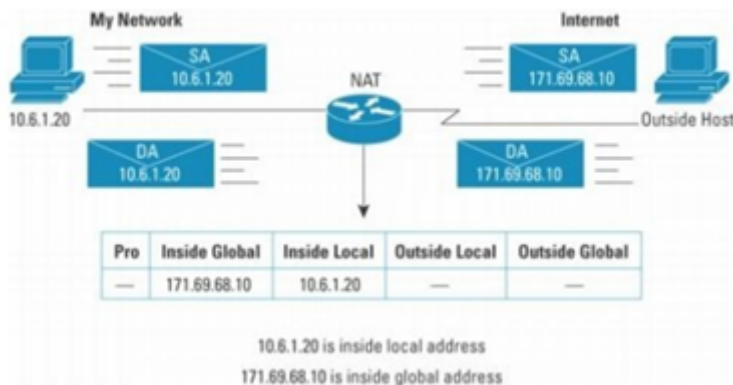 My Network
Internet
SA
10.6.1.20
NAT
SA
171.69.68.10
10.6.1.20
Outside Host
DA
10.6.1.20
DA
171.69.68.10
Pro Inside Global Inside Local Outside Local Outside Global
— 171.69.68.10 10.6.1.20 — —
10.6.1.20 is inside local address
171.69.68.10 is inside global address